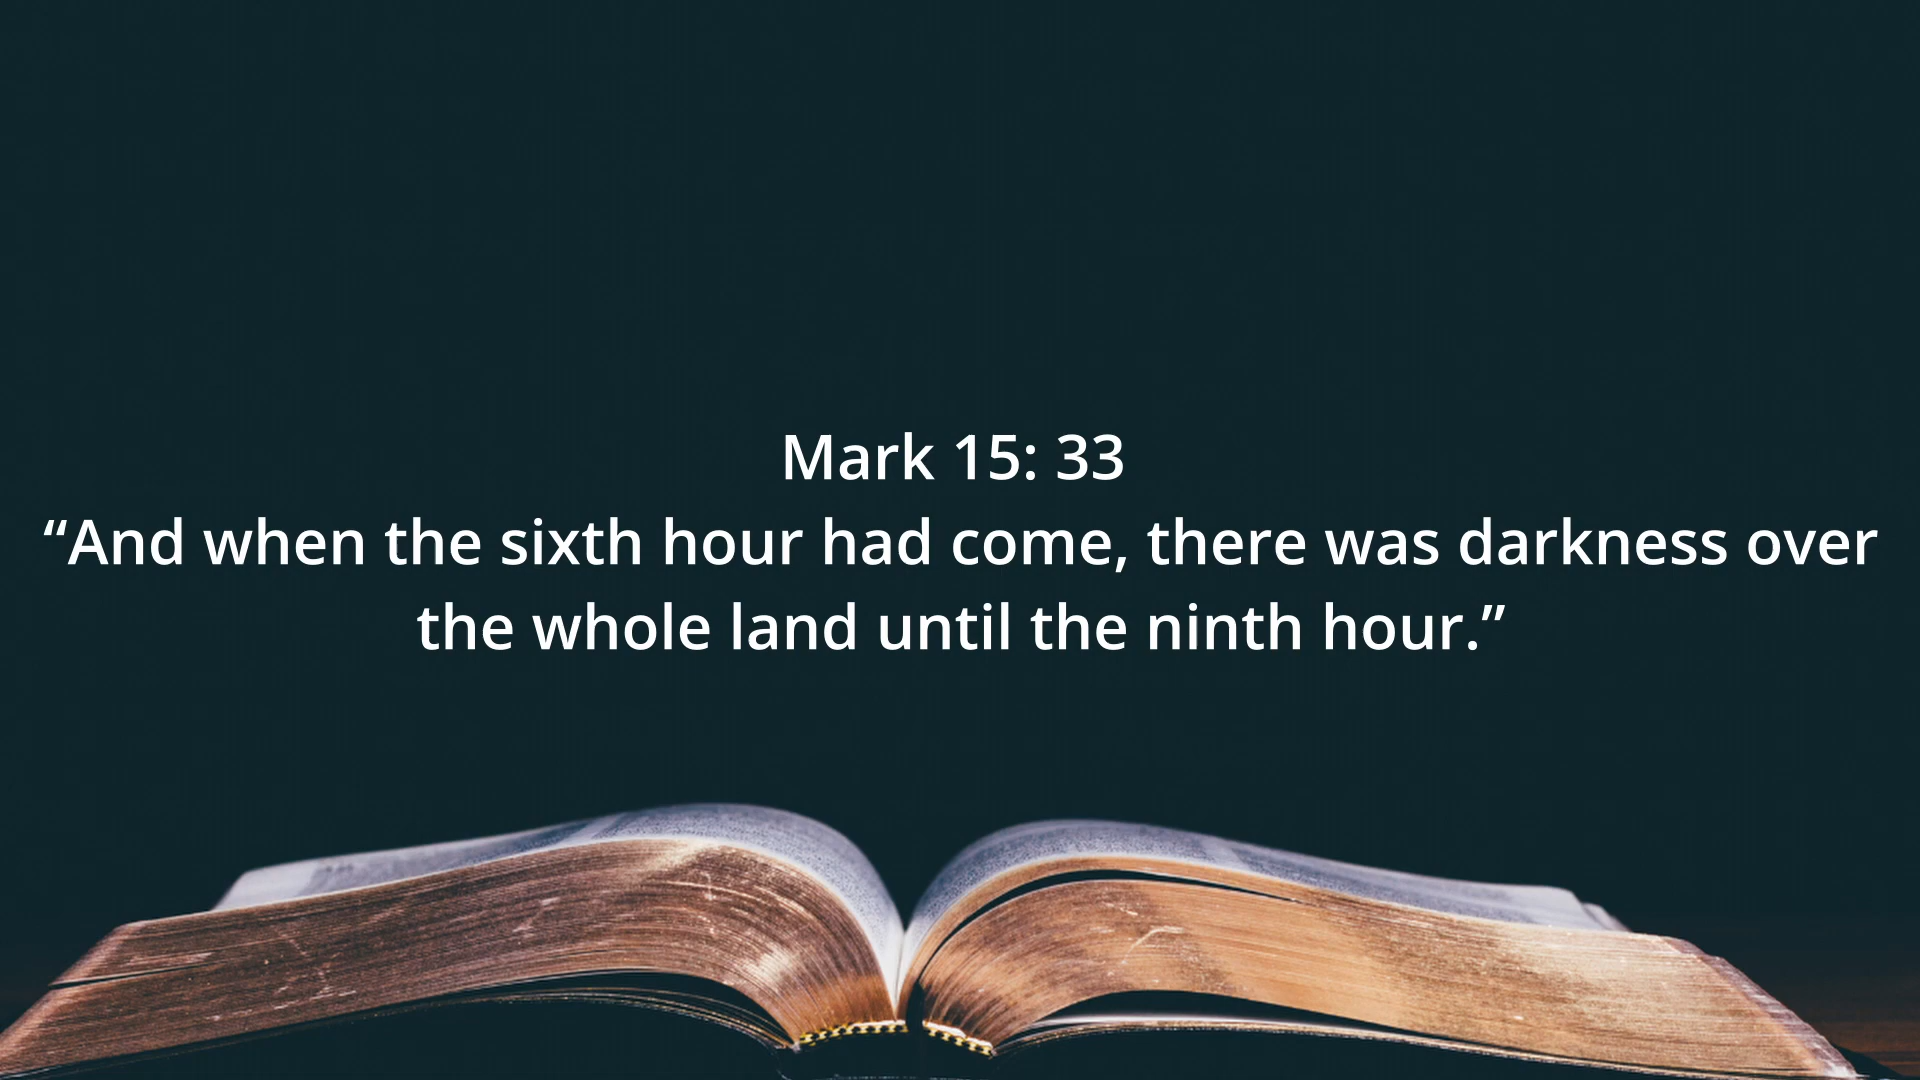 Mark 15: 33
“And when the sixth hour had come, there was darkness over
the whole land until the ninth hour.”